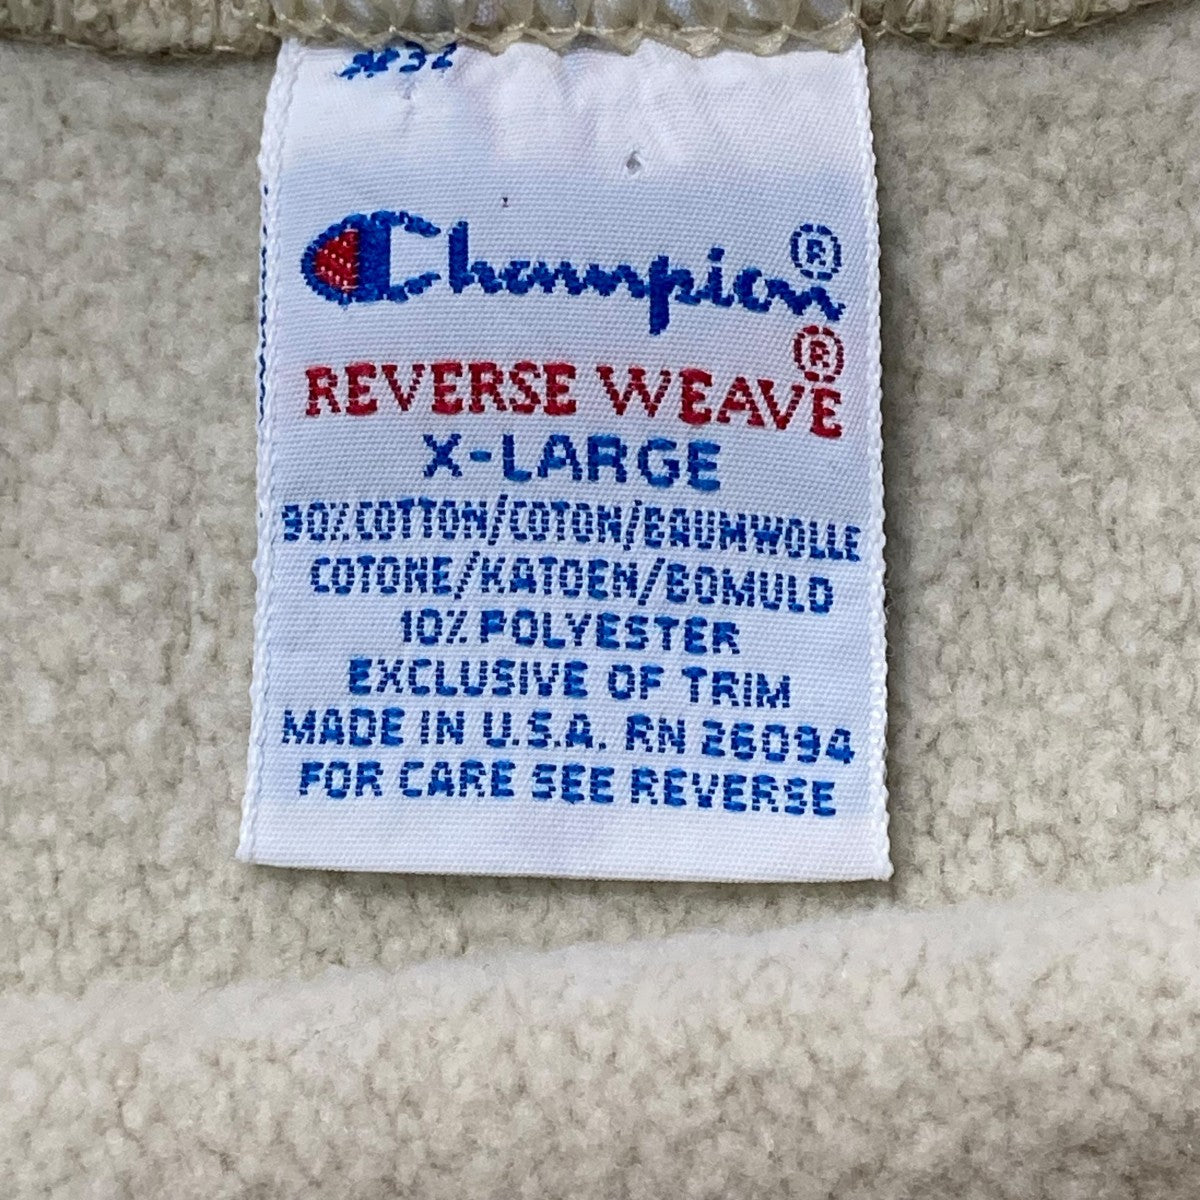 Champion®
REVERSE WEAVE®
X-LARGE
90% COTTON/COTON/BAUMWOLLE
COTONE/KATOEN/BOMULD
10% POLYESTER
EXCLUSIVE OF TRIM
MADE IN U.S.A. RN 26094
FOR CARE SEE REVERSE